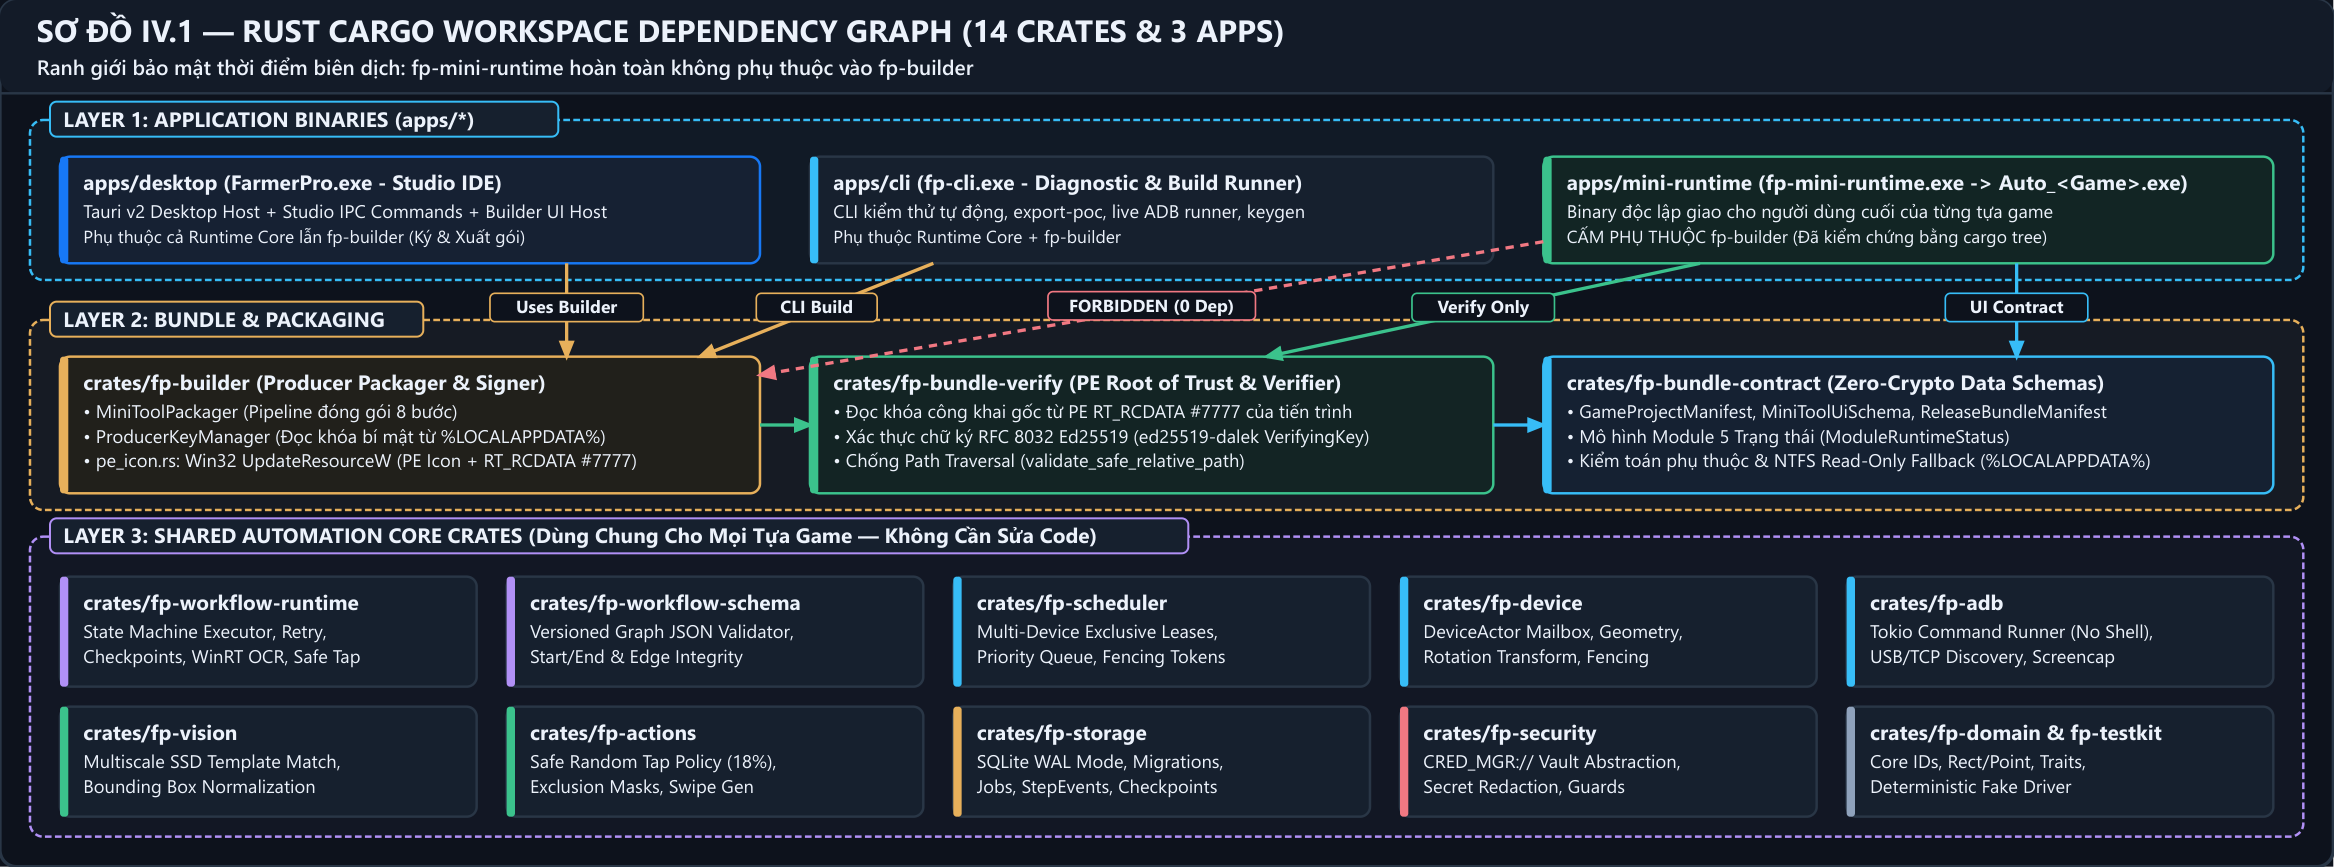 SƠ ĐỒ IV.1 — RUST CARGO WORKSPACE DEPENDENCY GRAPH (14 CRATES & 3 APPS)
Ranh giới bảo mật thời điểm biên dịch: fp-mini-runtime hoàn toàn không phụ thuộc vào fp-builder
LAYER 1: APPLICATION BINARIES (apps/*)
apps/desktop (FarmerPro.exe - Studio IDE)
Tauri v2 Desktop Host + Studio IPC Commands + Builder UI Host
Phụ thuộc cả Runtime Core lẫn fp-builder (Ký & Xuất gói)
apps/cli (fp-cli.exe - Diagnostic & Build Runner)
CLI kiểm thử tự động, export-poc, live ADB runner, keygen
Phụ thuộc Runtime Core + fp-builder
apps/mini-runtime (fp-mini-runtime.exe -> Auto_<Game>.exe)
Binary độc lập giao cho người dùng cuối của từng tựa game
CẤM PHỤ THUỘC fp-builder (Đã kiểm chứng bằng cargo tree)
Uses Builder
CLI Build
FORBIDDEN (0 Dep)
Verify Only
UI Contract
LAYER 2: BUNDLE & PACKAGING
crates/fp-builder (Producer Packager & Signer)
• MiniToolPackager (Pipeline đóng gói 8 bước)
• ProducerKeyManager (Đọc khóa bí mật từ %LOCALAPPDATA%)
• pe_icon.rs: Win32 UpdateResourceW (PE Icon + RT_RCDATA #7777)
crates/fp-bundle-verify (PE Root of Trust & Verifier)
• Đọc khóa công khai gốc từ PE RT_RCDATA #7777 của tiến trình
• Xác thực chữ ký RFC 8032 Ed25519 (ed25519-dalek VerifyingKey)
• Chống Path Traversal (validate_safe_relative_path)
crates/fp-bundle-contract (Zero-Crypto Data Schemas)
• GameProjectManifest, MiniToolUiSchema, ReleaseBundleManifest
• Mô hình Module 5 Trạng thái (ModuleRuntimeStatus)
• Kiểm toán phụ thuộc & NTFS Read-Only Fallback (%LOCALAPPDATA%)
LAYER 3: SHARED AUTOMATION CORE CRATES (Dùng Chung Cho Mọi Tựa Game — Không Cần Sửa Code)
crates/fp-workflow-runtime
State Machine Executor, Retry,
Checkpoints, WinRT OCR, Safe Tap
crates/fp-workflow-schema
Versioned Graph JSON Validator,
Start/End & Edge Integrity
crates/fp-scheduler
Multi-Device Exclusive Leases,
Priority Queue, Fencing Tokens
crates/fp-device
DeviceActor Mailbox, Geometry,
Rotation Transform, Fencing
crates/fp-adb
Tokio Command Runner (No Shell),
USB/TCP Discovery, Screencap
crates/fp-vision
Multiscale SSD Template Match,
Bounding Box Normalization
crates/fp-actions
Safe Random Tap Policy (18%),
Exclusion Masks, Swipe Gen
crates/fp-storage
SQLite WAL Mode, Migrations,
Jobs, StepEvents, Checkpoints
crates/fp-security
CRED_MGR:// Vault Abstraction,
Secret Redaction, Guards
crates/fp-domain & fp-testkit
Core IDs, Rect/Point, Traits,
Deterministic Fake Driver